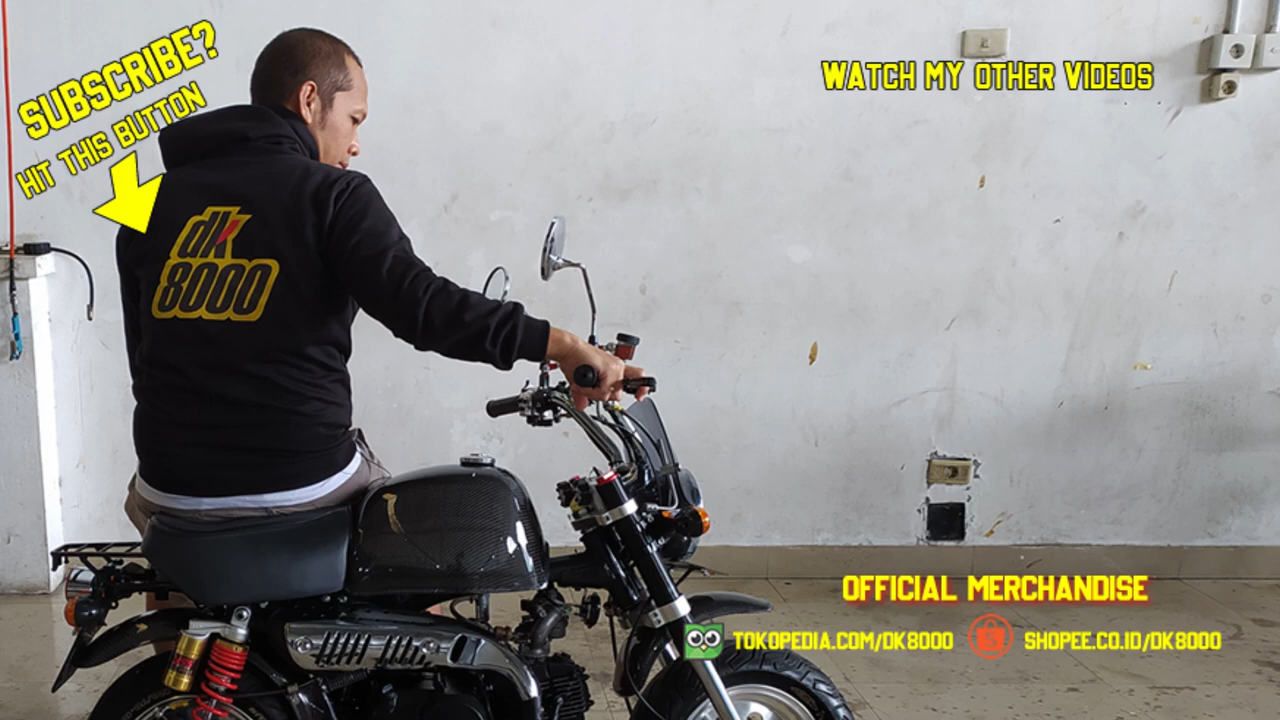 SUBSCRIBE?
HIT THIS BUTTON
WATCH MY OTHER VIDEOS
dk
8000
OFFICIAL MERCHANDISE
TOKOPEDIA.COM/DK8000
SHOPEE.CO.ID/DK8000